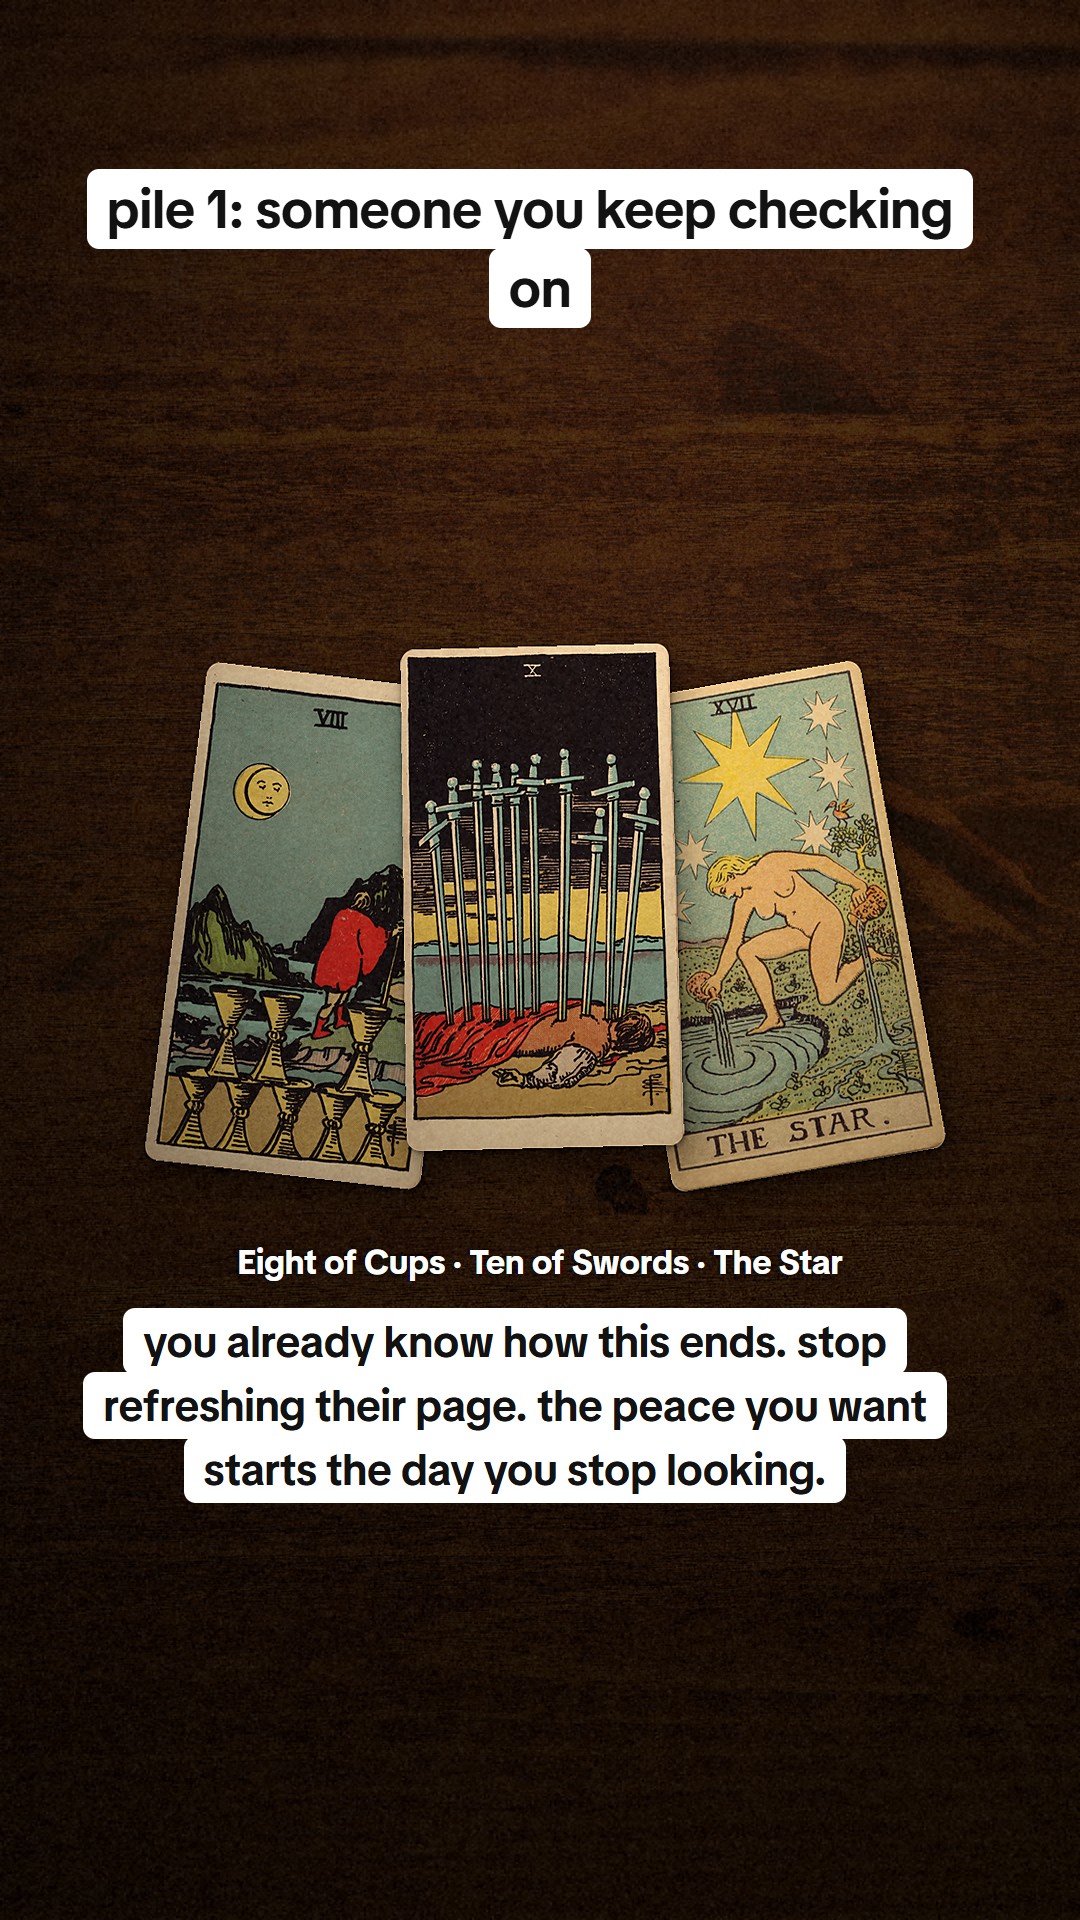 pile 1: someone you keep checking
on
VIII
X
XVII
THE STAR.
Eight of Cups · Ten of Swords · The Star
you already know how this ends. stop
refreshing their page. the peace you want
starts the day you stop looking.